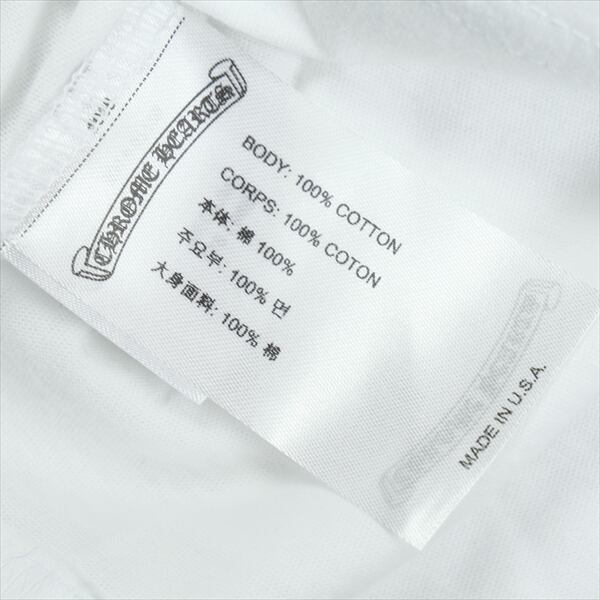 CHROME HEARTS
BODY: 100% COTTON
CORPS: 100% COTON
本体: 棉 100%
주요부: 100% 면
大身面料: 100% 棉
MADE IN U.S.A.